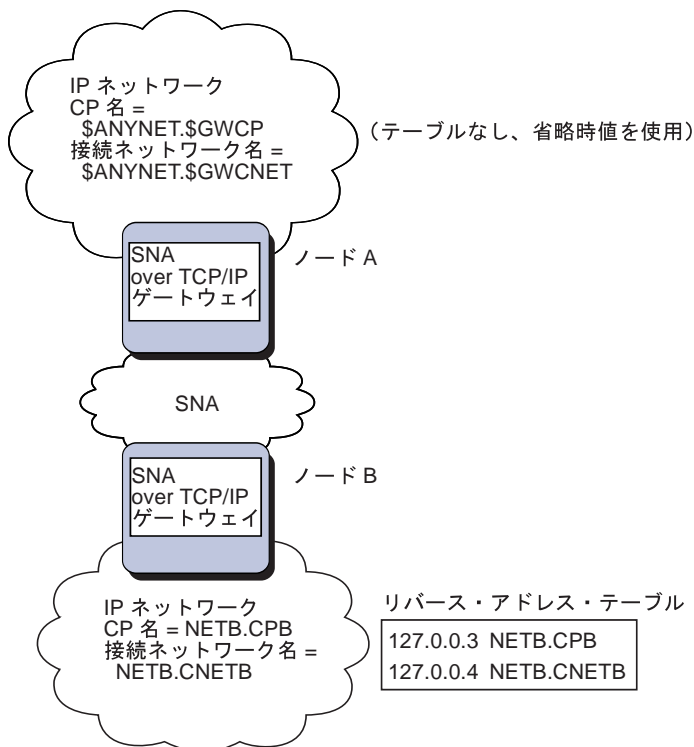 IP ネットワーク
CP 名 =
$ANYNET.$GWCP
接続ネットワーク名 =
$ANYNET.$GWCNET
（テーブルなし、省略時値を使用）
SNA
over TCP/IP
ゲートウェイ
ノード A
SNA
SNA
over TCP/IP
ゲートウェイ
ノード B
IP ネットワーク
CP 名 = NETB.CPB
接続ネットワーク名 =
NETB.CNETB
リバース・アドレス・テーブル
127.0.0.3 NETB.CPB
127.0.0.4 NETB.CNETB